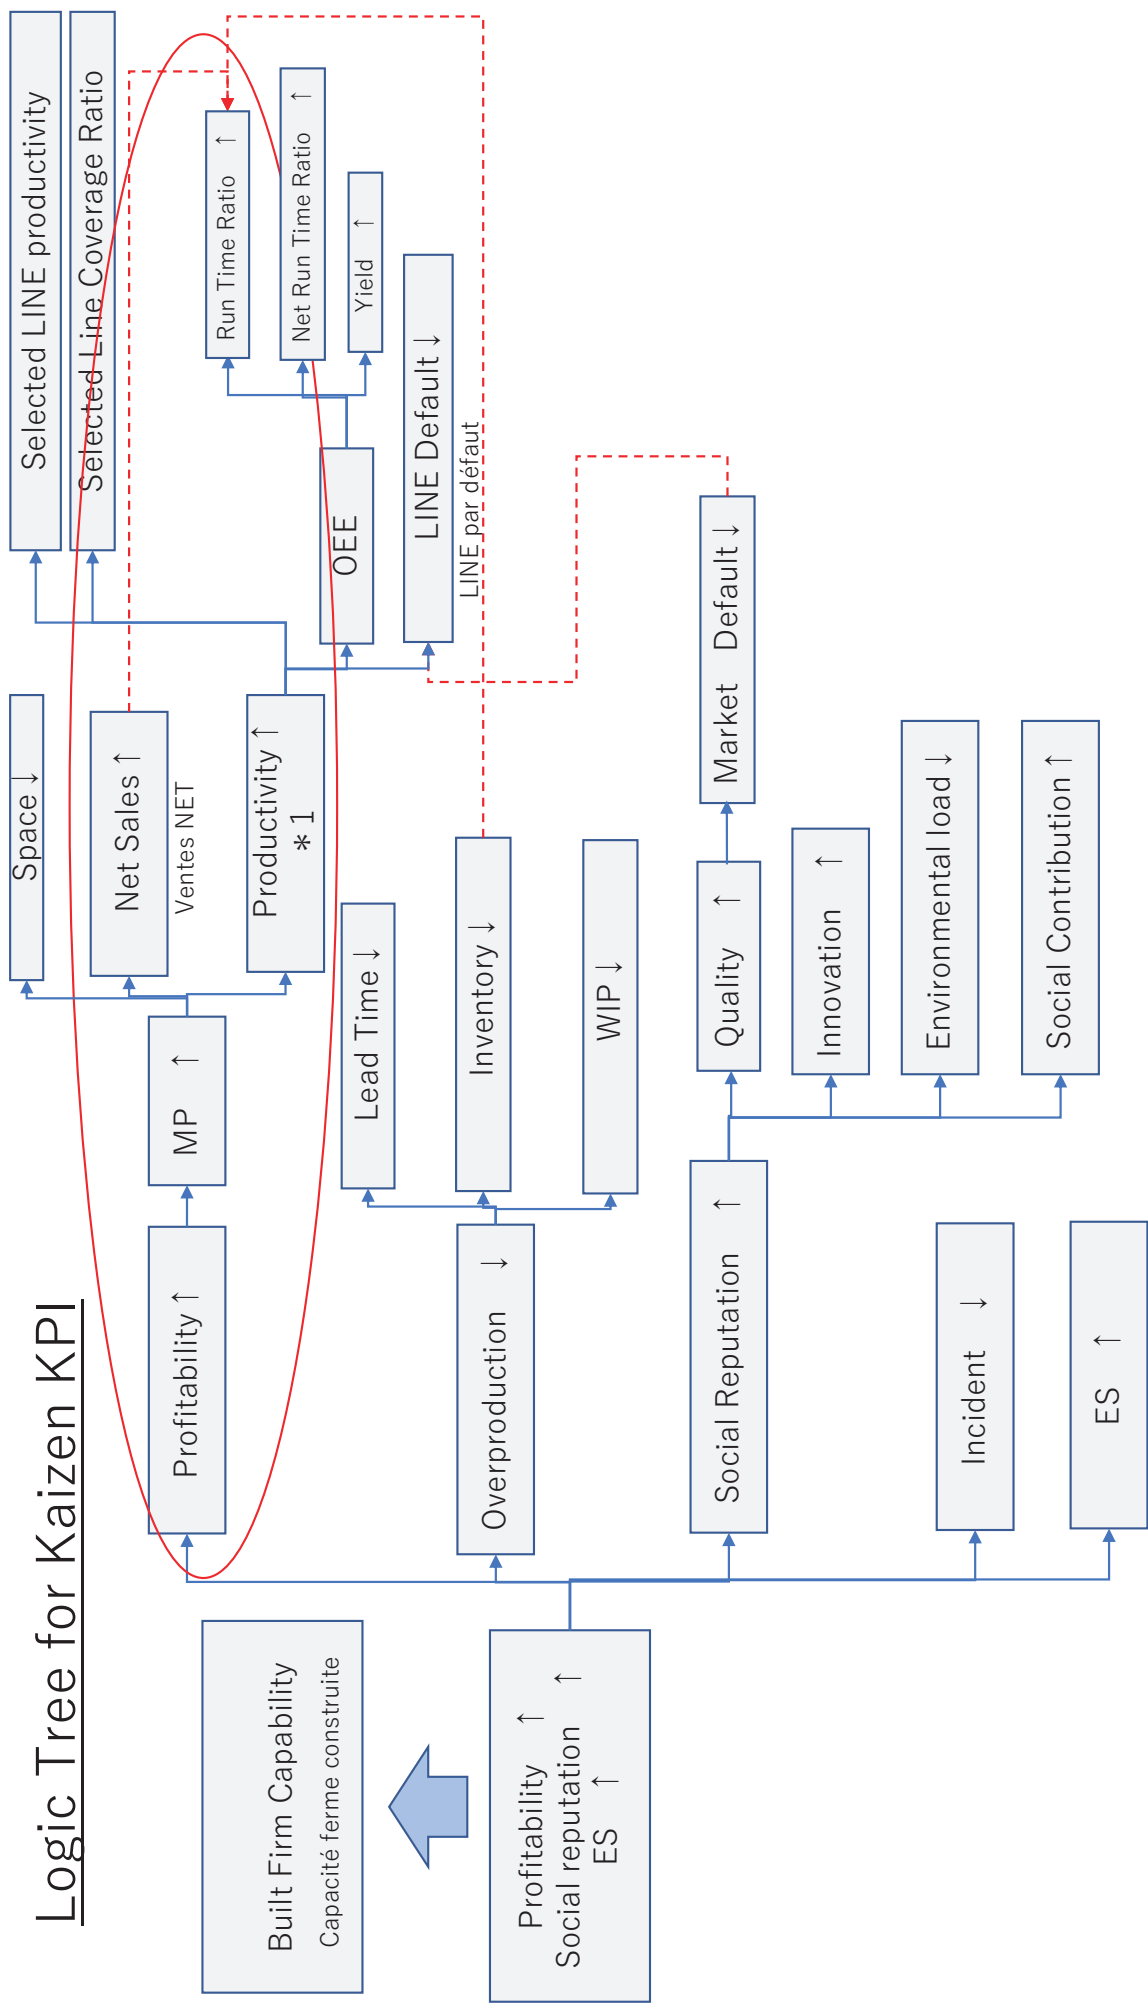 Logic Tree for Kaizen KPI
Built Firm Capability
Capacité ferme construite
Profitability ↑
Social reputation ↑
ES ↑
Profitability ↑
MP ↑
Space ↓
Net Sales ↑
Ventes NET
Productivity ↑
*1
Selected LINE productivity
Selected Line Coverage Ratio
OEE
Run Time Ratio ↑
Net Run Time Ratio ↑
Yield ↑
LINE Default ↓
LINE par défaut
Overproduction ↓
Lead Time ↓
Inventory ↓
WIP ↓
Social Reputation ↑
Quality ↑
Market Default ↓
Innovation ↑
Environmental load ↓
Social Contribution ↑
Incident ↓
ES ↑